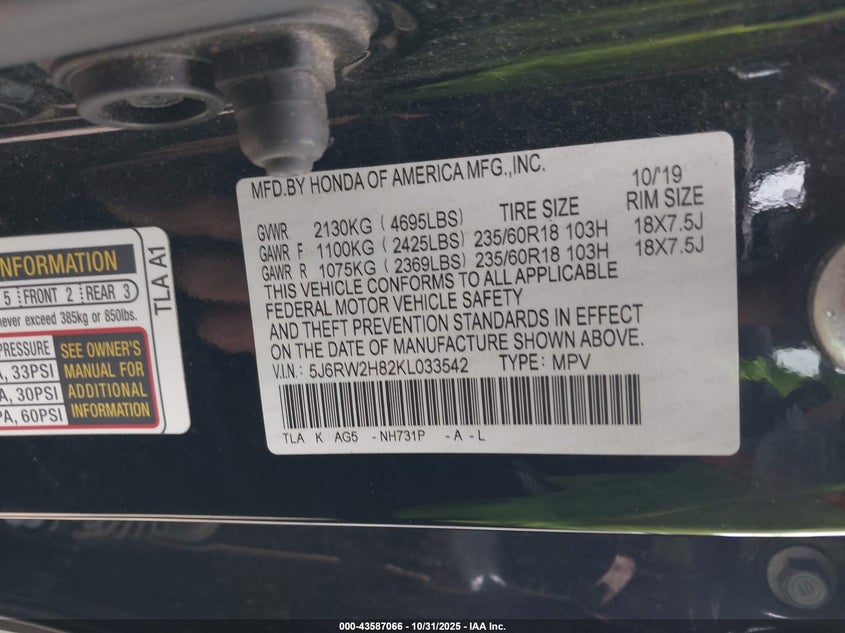 MFD.BY HONDA OF AMERICA MFG.,INC. 10/'19
TIRE SIZE RIM SIZE
GVWR 2130KG ( 4695LBS)
GAWR F 1100KG ( 2425LBS) 235/60R18 103H 18X7.5J
GAWR R 1075KG ( 2369LBS) 235/60R18 103H 18X7.5J
THIS VEHICLE CONFORMS TO ALL APPLICABLE
FEDERAL MOTOR VEHICLE SAFETY
AND THEFT PREVENTION STANDARDS IN EFFECT
ON THE DATE OF MANUFACTURE SHOWN ABOVE.
V.I.N.: 5J6RW2H82KL033542 TYPE: MPV
TLA K AG5 -NH731P -A-L
INFORMATION
5 FRONT 2 REAR 3
never exceed 385kg or 850lbs.
PRESSURE
A, 33PSI
A, 30PSI
PA, 60PSI
SEE OWNER'S
MANUAL FOR
ADDITIONAL
INFORMATION
TLA A1
000-43587066 - 10/31/2025 - IAA Inc.